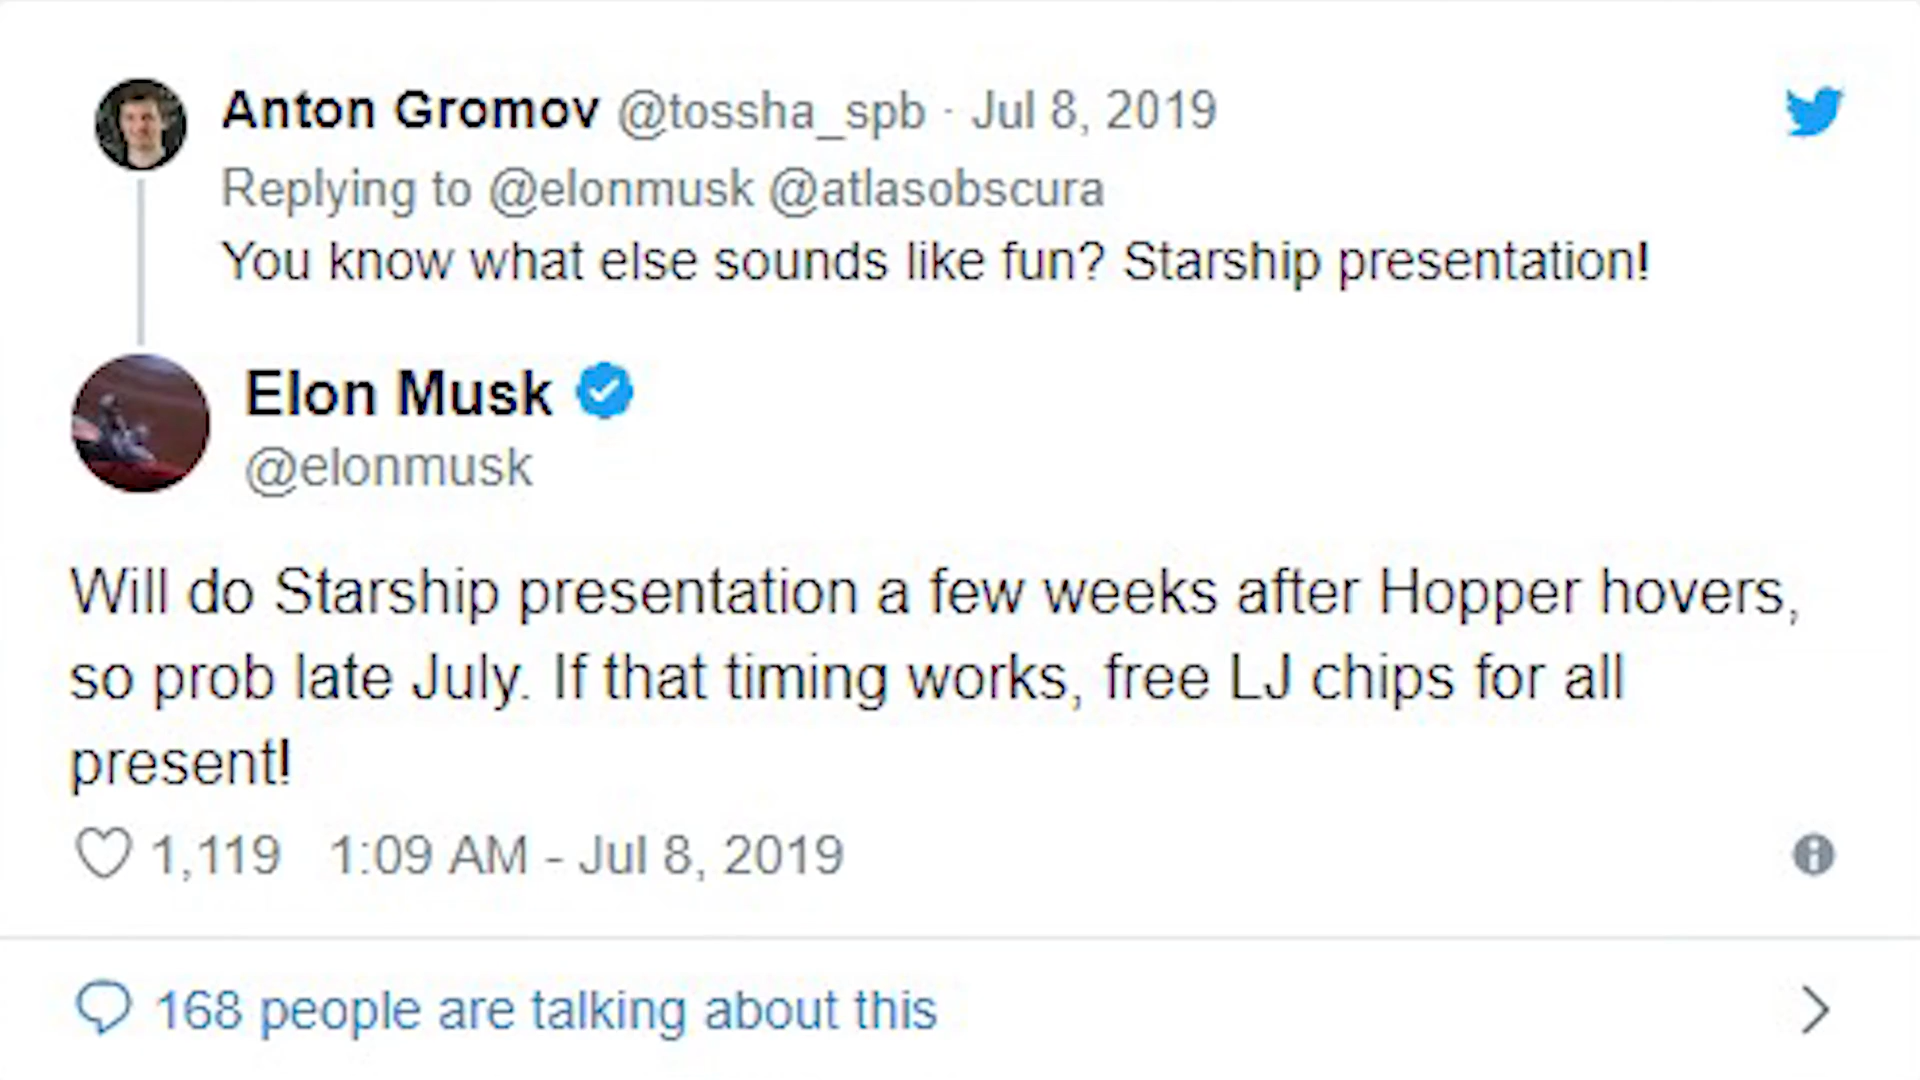 Anton Gromov @tossha_spb · Jul 8, 2019
Replying to @elonmusk @atlasobscura
You know what else sounds like fun? Starship presentation!
Elon Musk
@elonmusk
Will do Starship presentation a few weeks after Hopper hovers,
so prob late July. If that timing works, free LJ chips for all
present!
1,119 1:09 AM - Jul 8, 2019
168 people are talking about this